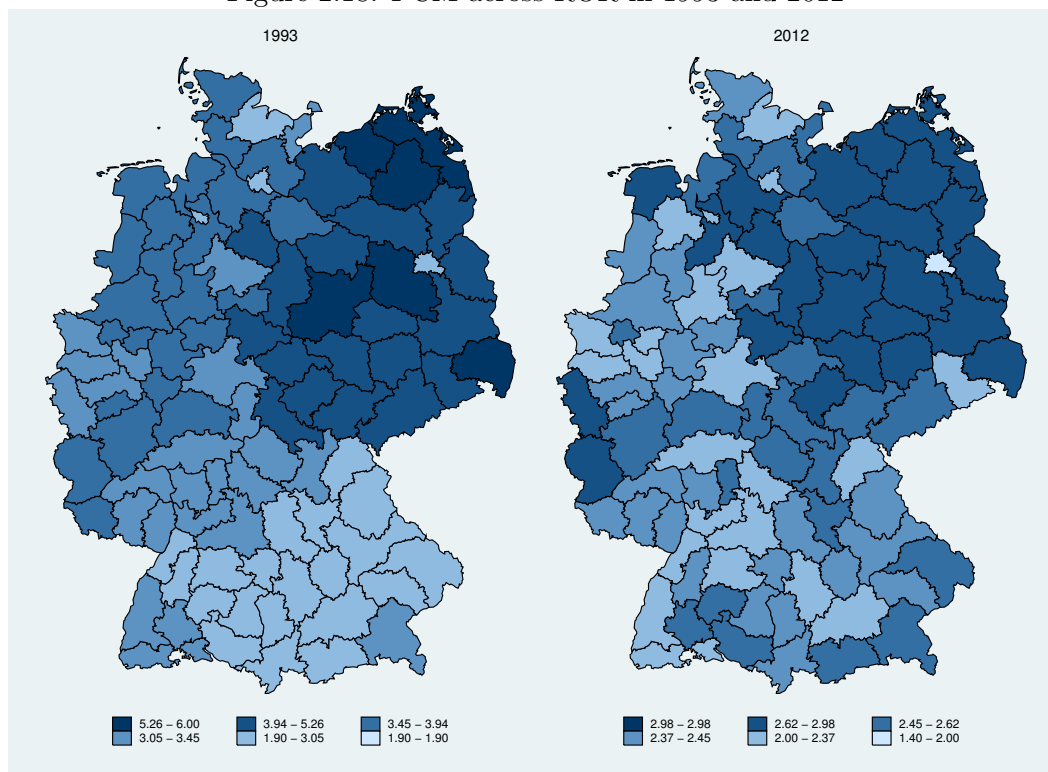 1993 2012
5.26 – 6.00 3.94 – 5.26 3.45 – 3.94 2.98 – 2.98 2.62 – 2.98 2.45 – 2.62
3.05 – 3.45 1.90 – 3.05 1.90 – 1.90 2.37 – 2.45 2.00 – 2.37 1.40 – 2.00